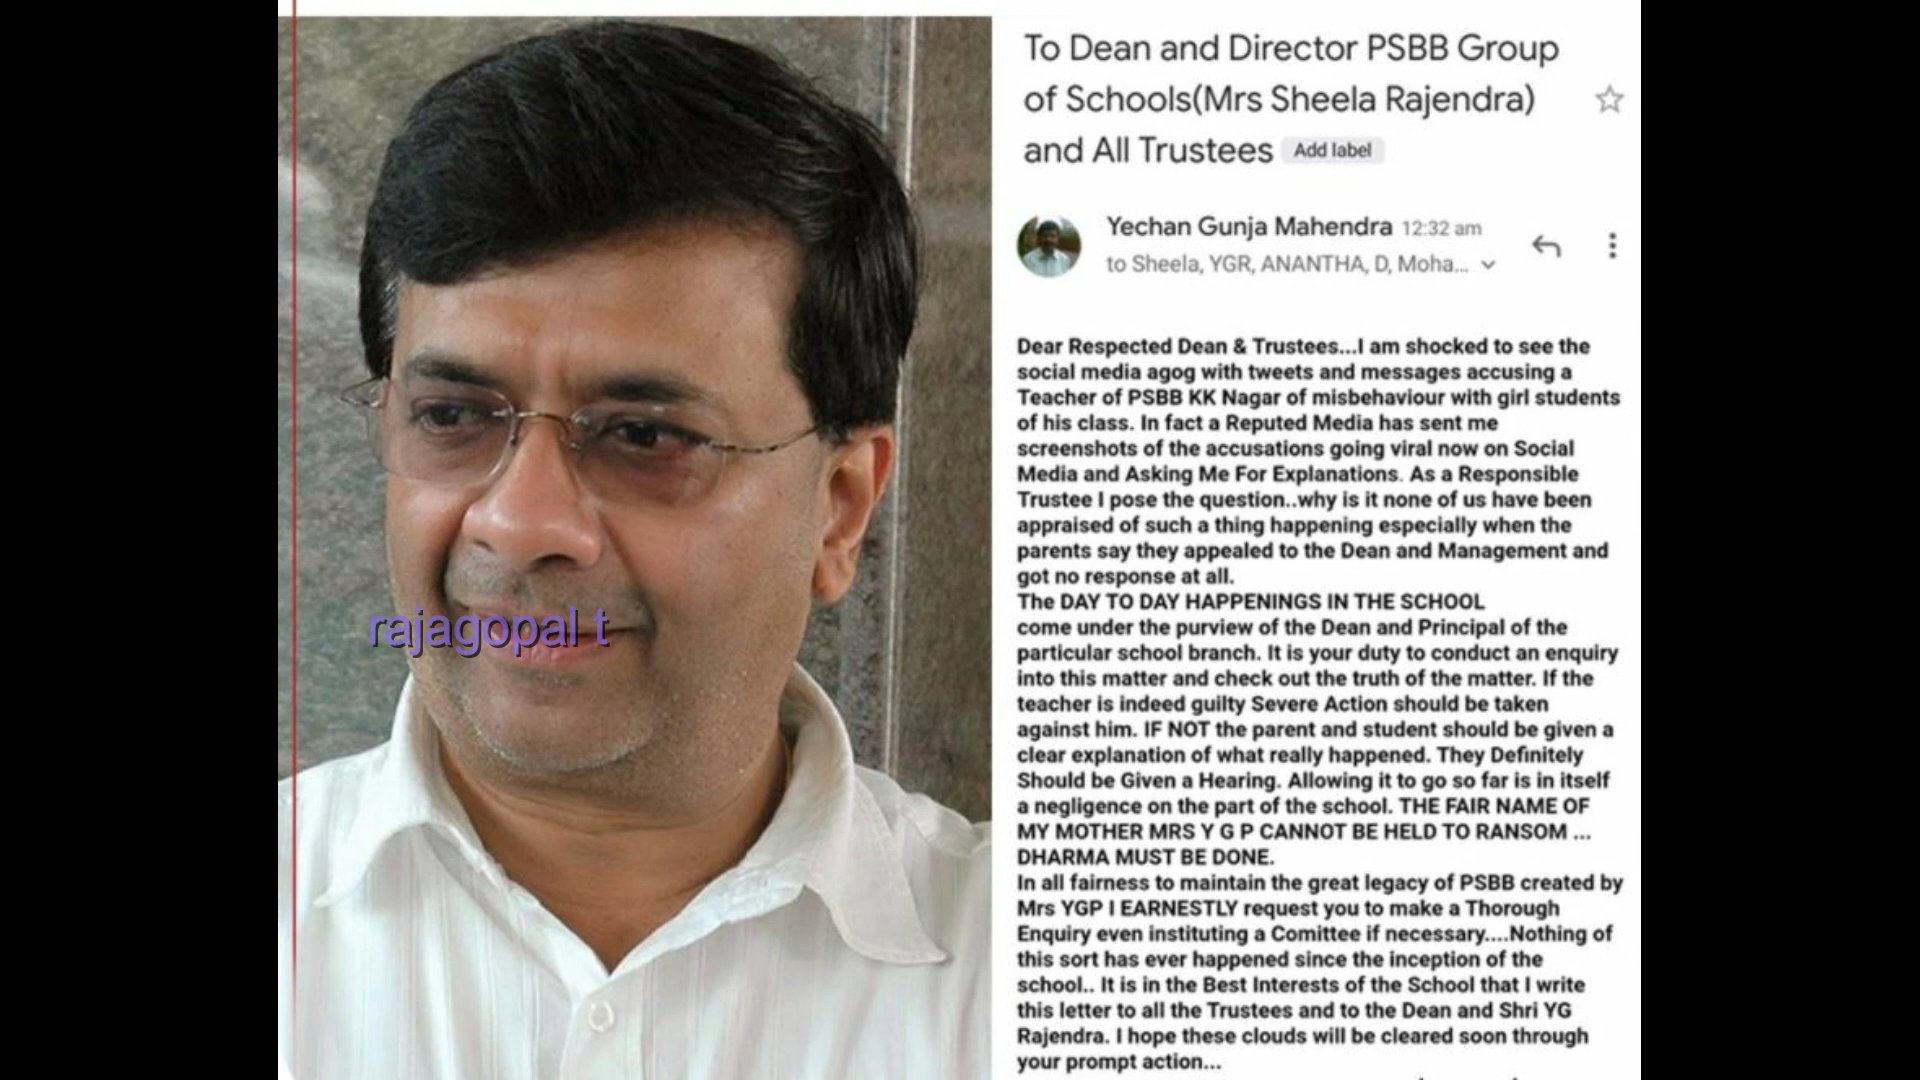 rajagopal t
To Dean and Director PSBB Group
of Schools(Mrs Sheela Rajendra)
and All Trustees Add label
Yechan Gunja Mahendra 12:32 am
to Sheela, YGR, ANANTHA, D, Moha...
Dear Respected Dean & Trustees...I am shocked to see the
social media agog with tweets and messages accusing a
Teacher of PSBB KK Nagar of misbehaviour with girl students
of his class. In fact a Reputed Media has sent me
screenshots of the accusations going viral now on Social
Media and Asking Me For Explanations. As a Responsible
Trustee I pose the question..why is it none of us have been
appraised of such a thing happening especially when the
parents say they appealed to the Dean and Management and
got no response at all.
The DAY TO DAY HAPPENINGS IN THE SCHOOL
come under the purview of the Dean and Principal of the
particular school branch. It is your duty to conduct an enquiry
into this matter and check out the truth of the matter. If the
teacher is indeed guilty Severe Action should be taken
against him. IF NOT the parent and student should be given a
clear explanation of what really happened. They Definitely
Should be Given a Hearing. Allowing it to go so far is in itself
a negligence on the part of the school. THE FAIR NAME OF
MY MOTHER MRS Y G P CANNOT BE HELD TO RANSOM ...
DHARMA MUST BE DONE.
In all fairness to maintain the great legacy of PSBB created by
Mrs YGP I EARNESTLY request you to make a Thorough
Enquiry even instituting a Comittee if necessary....Nothing of
this sort has ever happened since the inception of the
school.. It is in the Best Interests of the School that I write
this letter to all the Trustees and to the Dean and Shri YG
Rajendra. I hope these clouds will be cleared soon through
your prompt action...